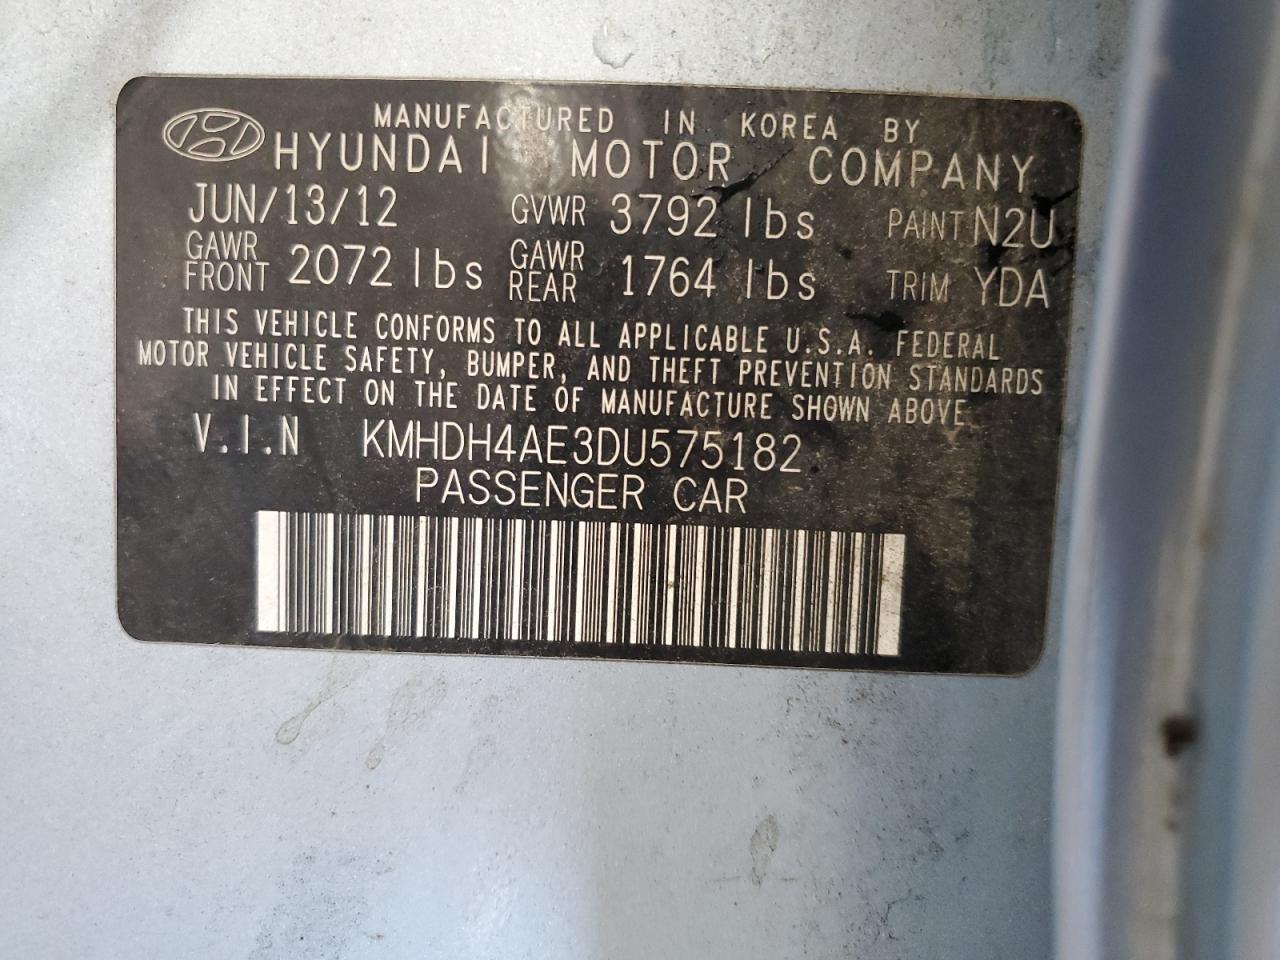 MANUFACTURED IN KOREA BY
HYUNDAI MOTOR COMPANY
JUN/13/12 GVWR 3792 lbs PAINT N2U
GAWR FRONT 2072 lbs GAWR REAR 1764 lbs TRIM YDA
THIS VEHICLE CONFORMS TO ALL APPLICABLE U.S.A. FEDERAL
MOTOR VEHICLE SAFETY, BUMPER, AND THEFT PREVENTION STANDARDS
IN EFFECT ON THE DATE OF MANUFACTURE SHOWN ABOVE.
V.I.N KMHDH4AE3DU575182
PASSENGER CAR